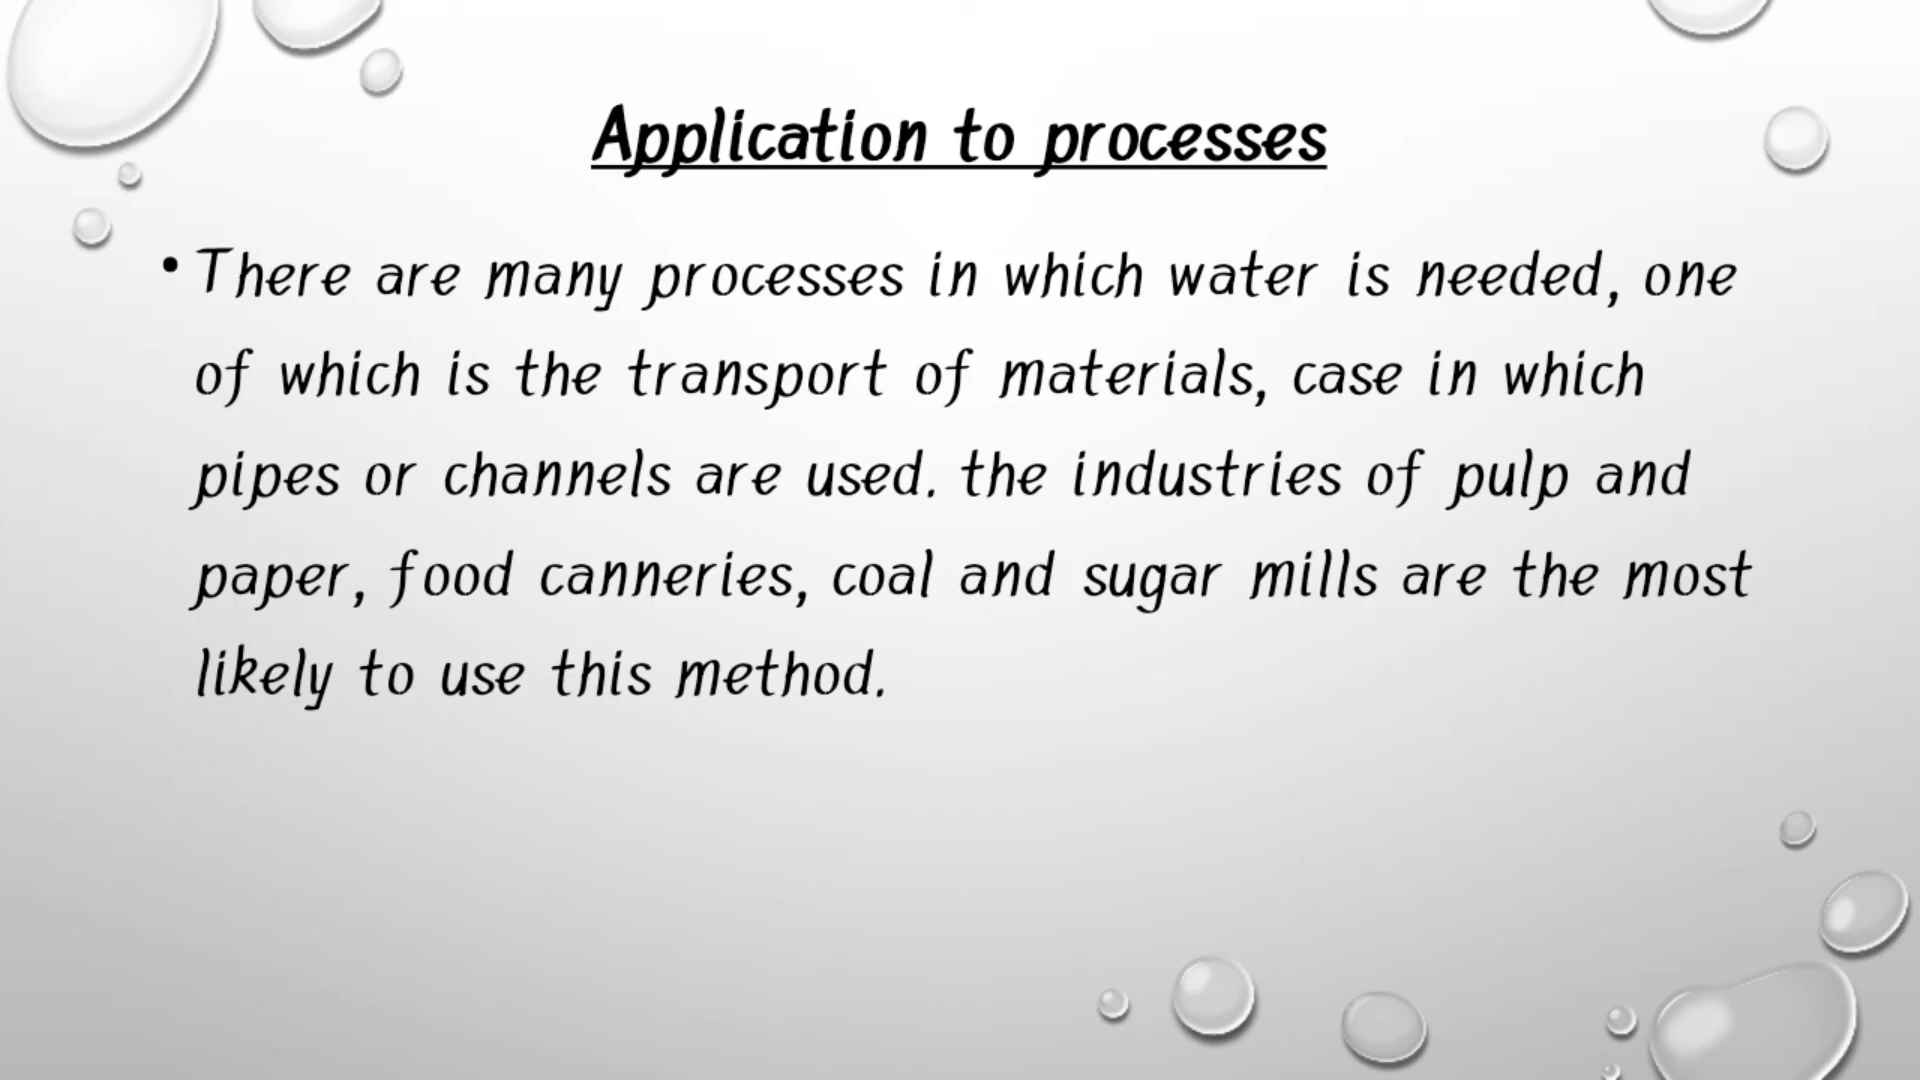 Application to processes
• There are many processes in which water is needed, one
of which is the transport of materials, case in which
pipes or channels are used. the industries of pulp and
paper, food canneries, coal and sugar mills are the most
likely to use this method.